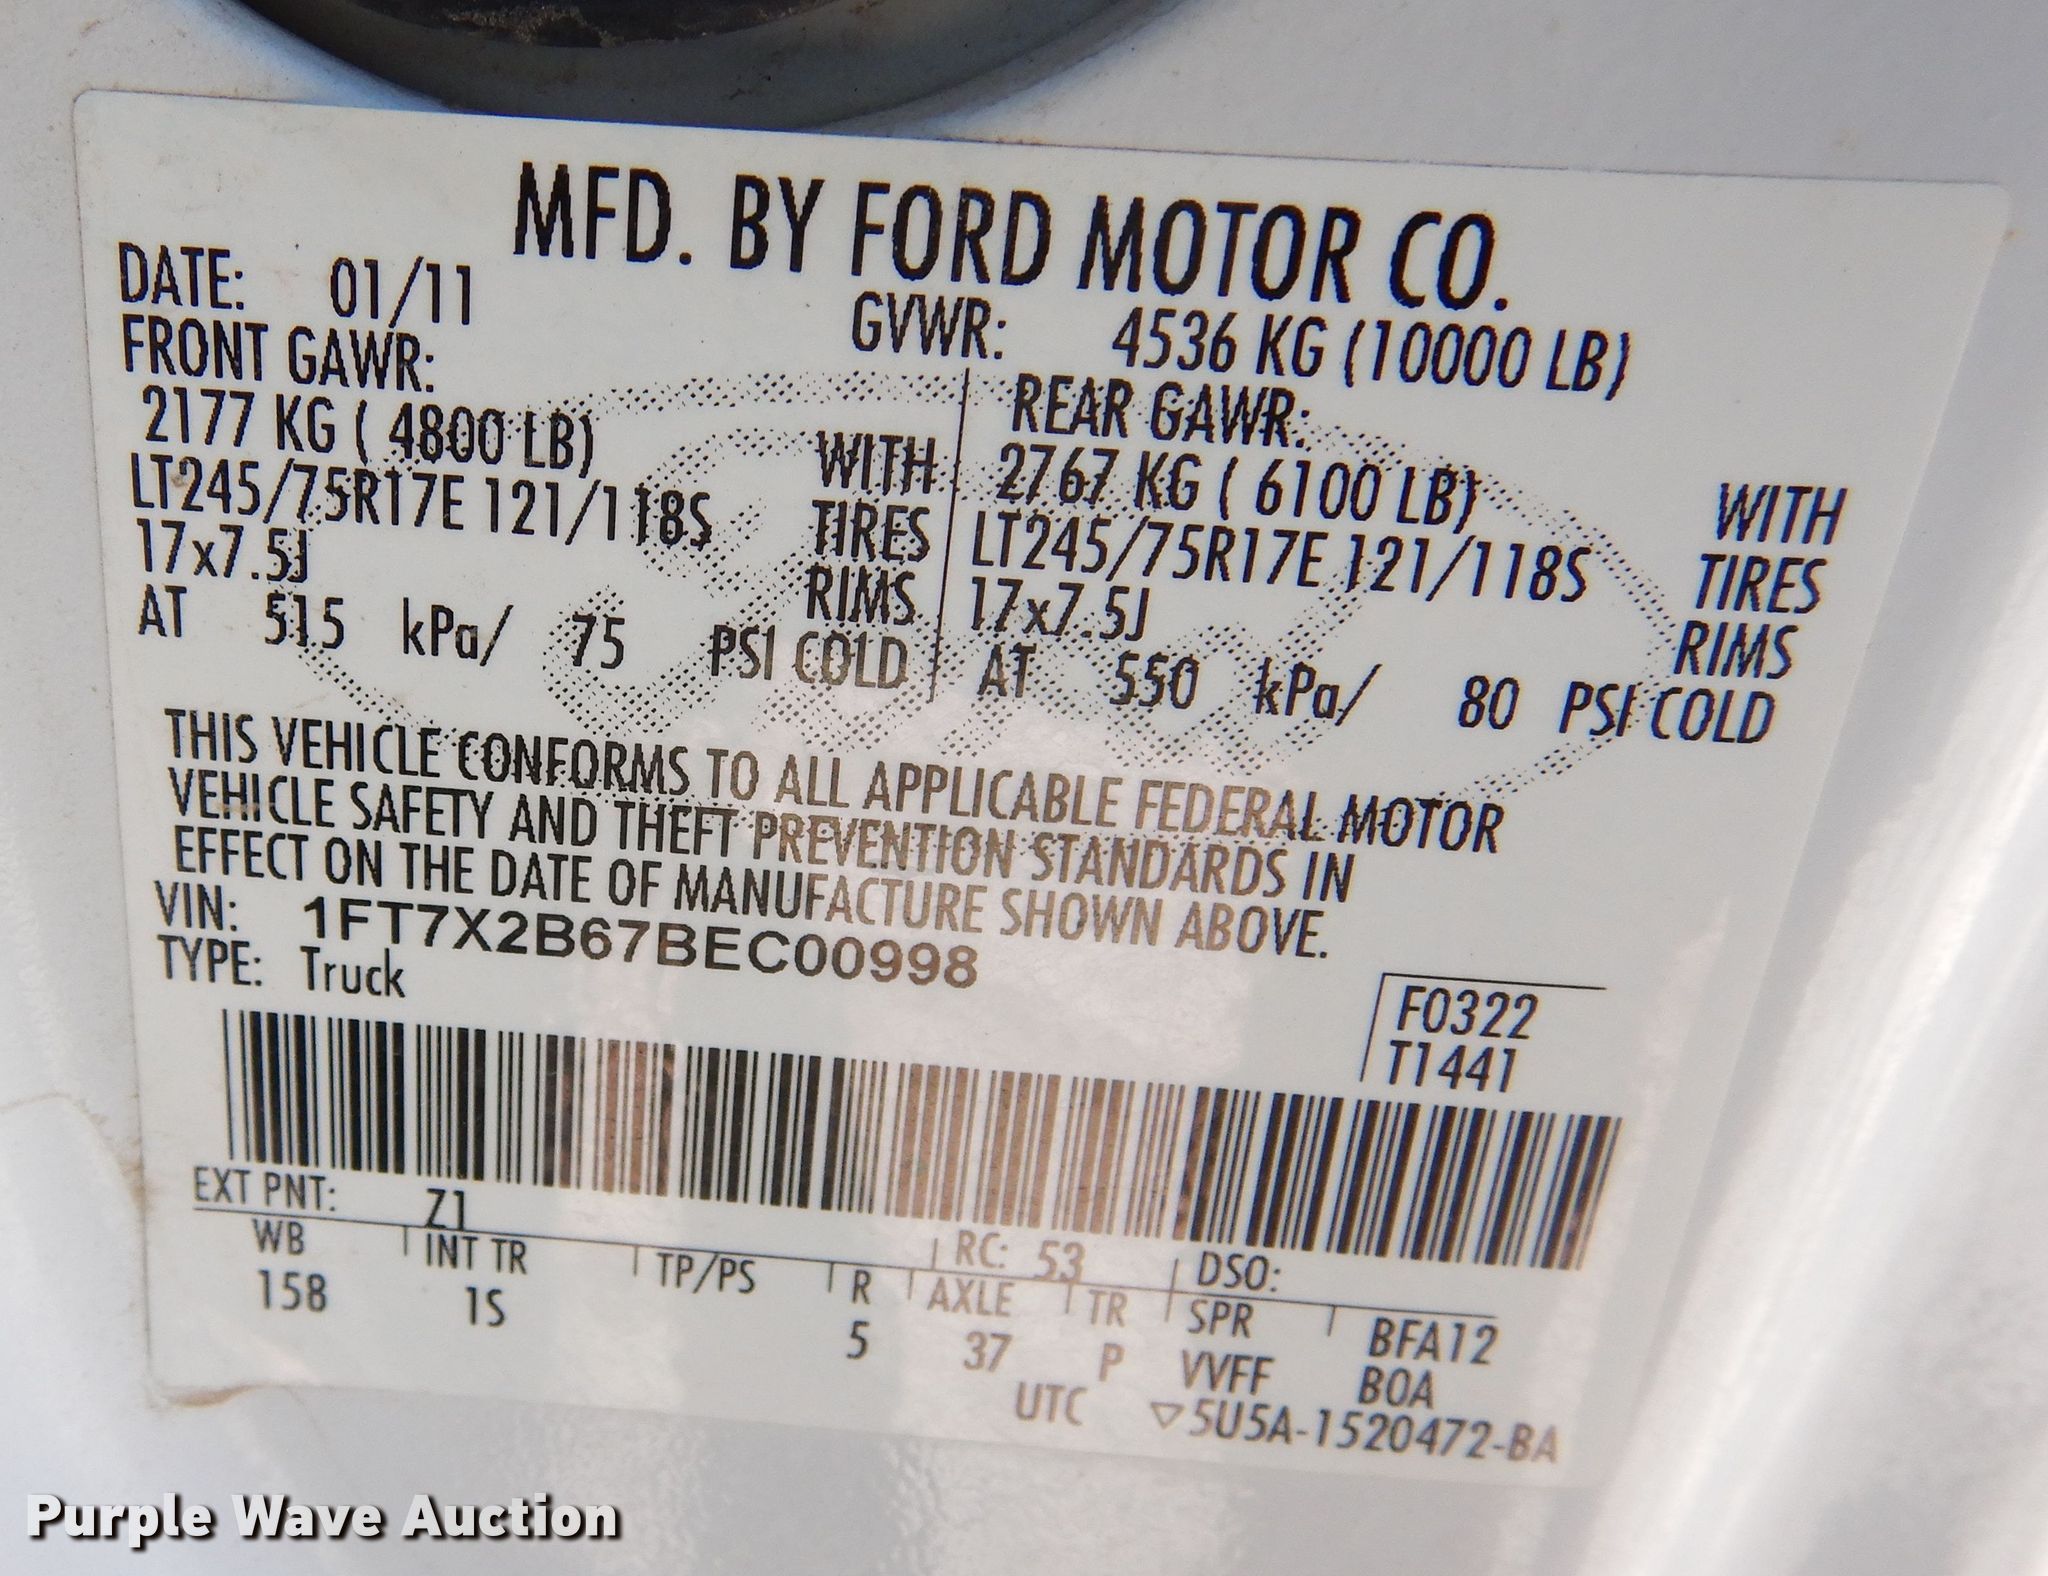 MFD. BY FORD MOTOR CO.
DATE: 01/11 GVWR: 4536 KG (10000 LB)
FRONT GAWR: REAR GAWR:
2177 KG ( 4800 LB) WITH 2767 KG ( 6100 LB) WITH
LT245/75R17E 121/118S TIRES LT245/75R17E 121/118S TIRES
17x7.5J RIMS 17x7.5J RIMS
AT 515 kPa/ 75 PSI COLD AT 550 kPa/ 80 PSI COLD
THIS VEHICLE CONFORMS TO ALL APPLICABLE FEDERAL MOTOR
VEHICLE SAFETY AND THEFT PREVENTION STANDARDS IN
EFFECT ON THE DATE OF MANUFACTURE SHOWN ABOVE.
VIN: 1FT7X2B67BEC00998
TYPE: Truck
F0322
T1441
EXT PNT: Z1 RC: 53 DSO:
WB INT TR TP/PS R AXLE TR SPR BFA12
158 1S 5 37 P VVFF BOA
UTC ▽5U5A-1520472-BA
Purple Wave Auction